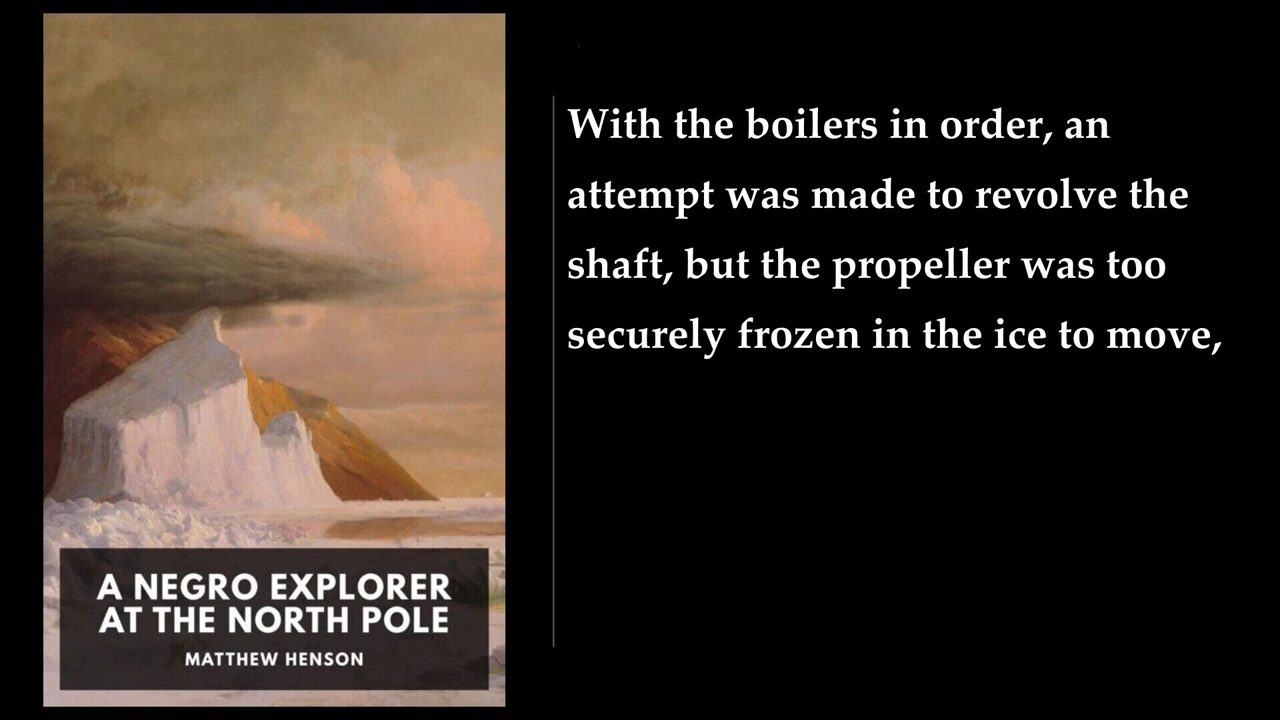 With the boilers in order, an
attempt was made to revolve the
shaft, but the propeller was too
securely frozen in the ice to move,
A NEGRO EXPLORER
AT THE NORTH POLE
MATTHEW HENSON